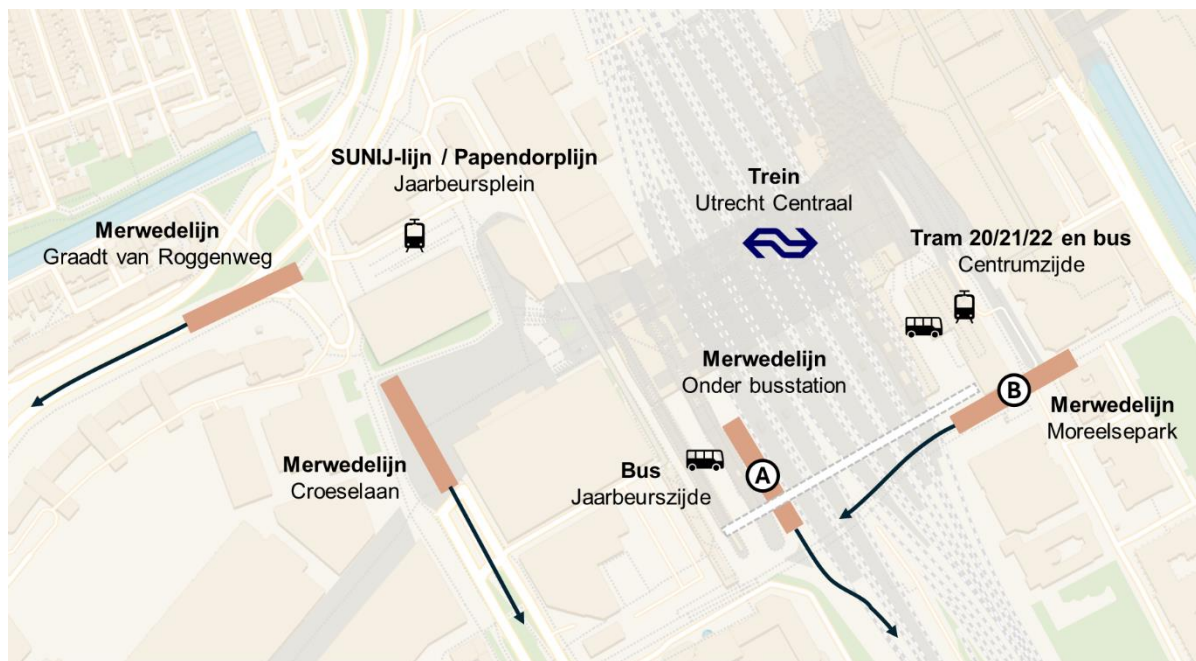 SUNIJ-lijn / Papendorplijn
Jaarbeursplein
Trein
Utrecht Centraal
Merwedelijn
Graadt van Roggenweg
Tram 20/21/22 en bus
Centrumzijde
Merwedelijn
Onder busstation
B
Merwedelijn
Moreelsepark
Merwedelijn
Croeselaan
Bus
Jaarbeurszijde
A